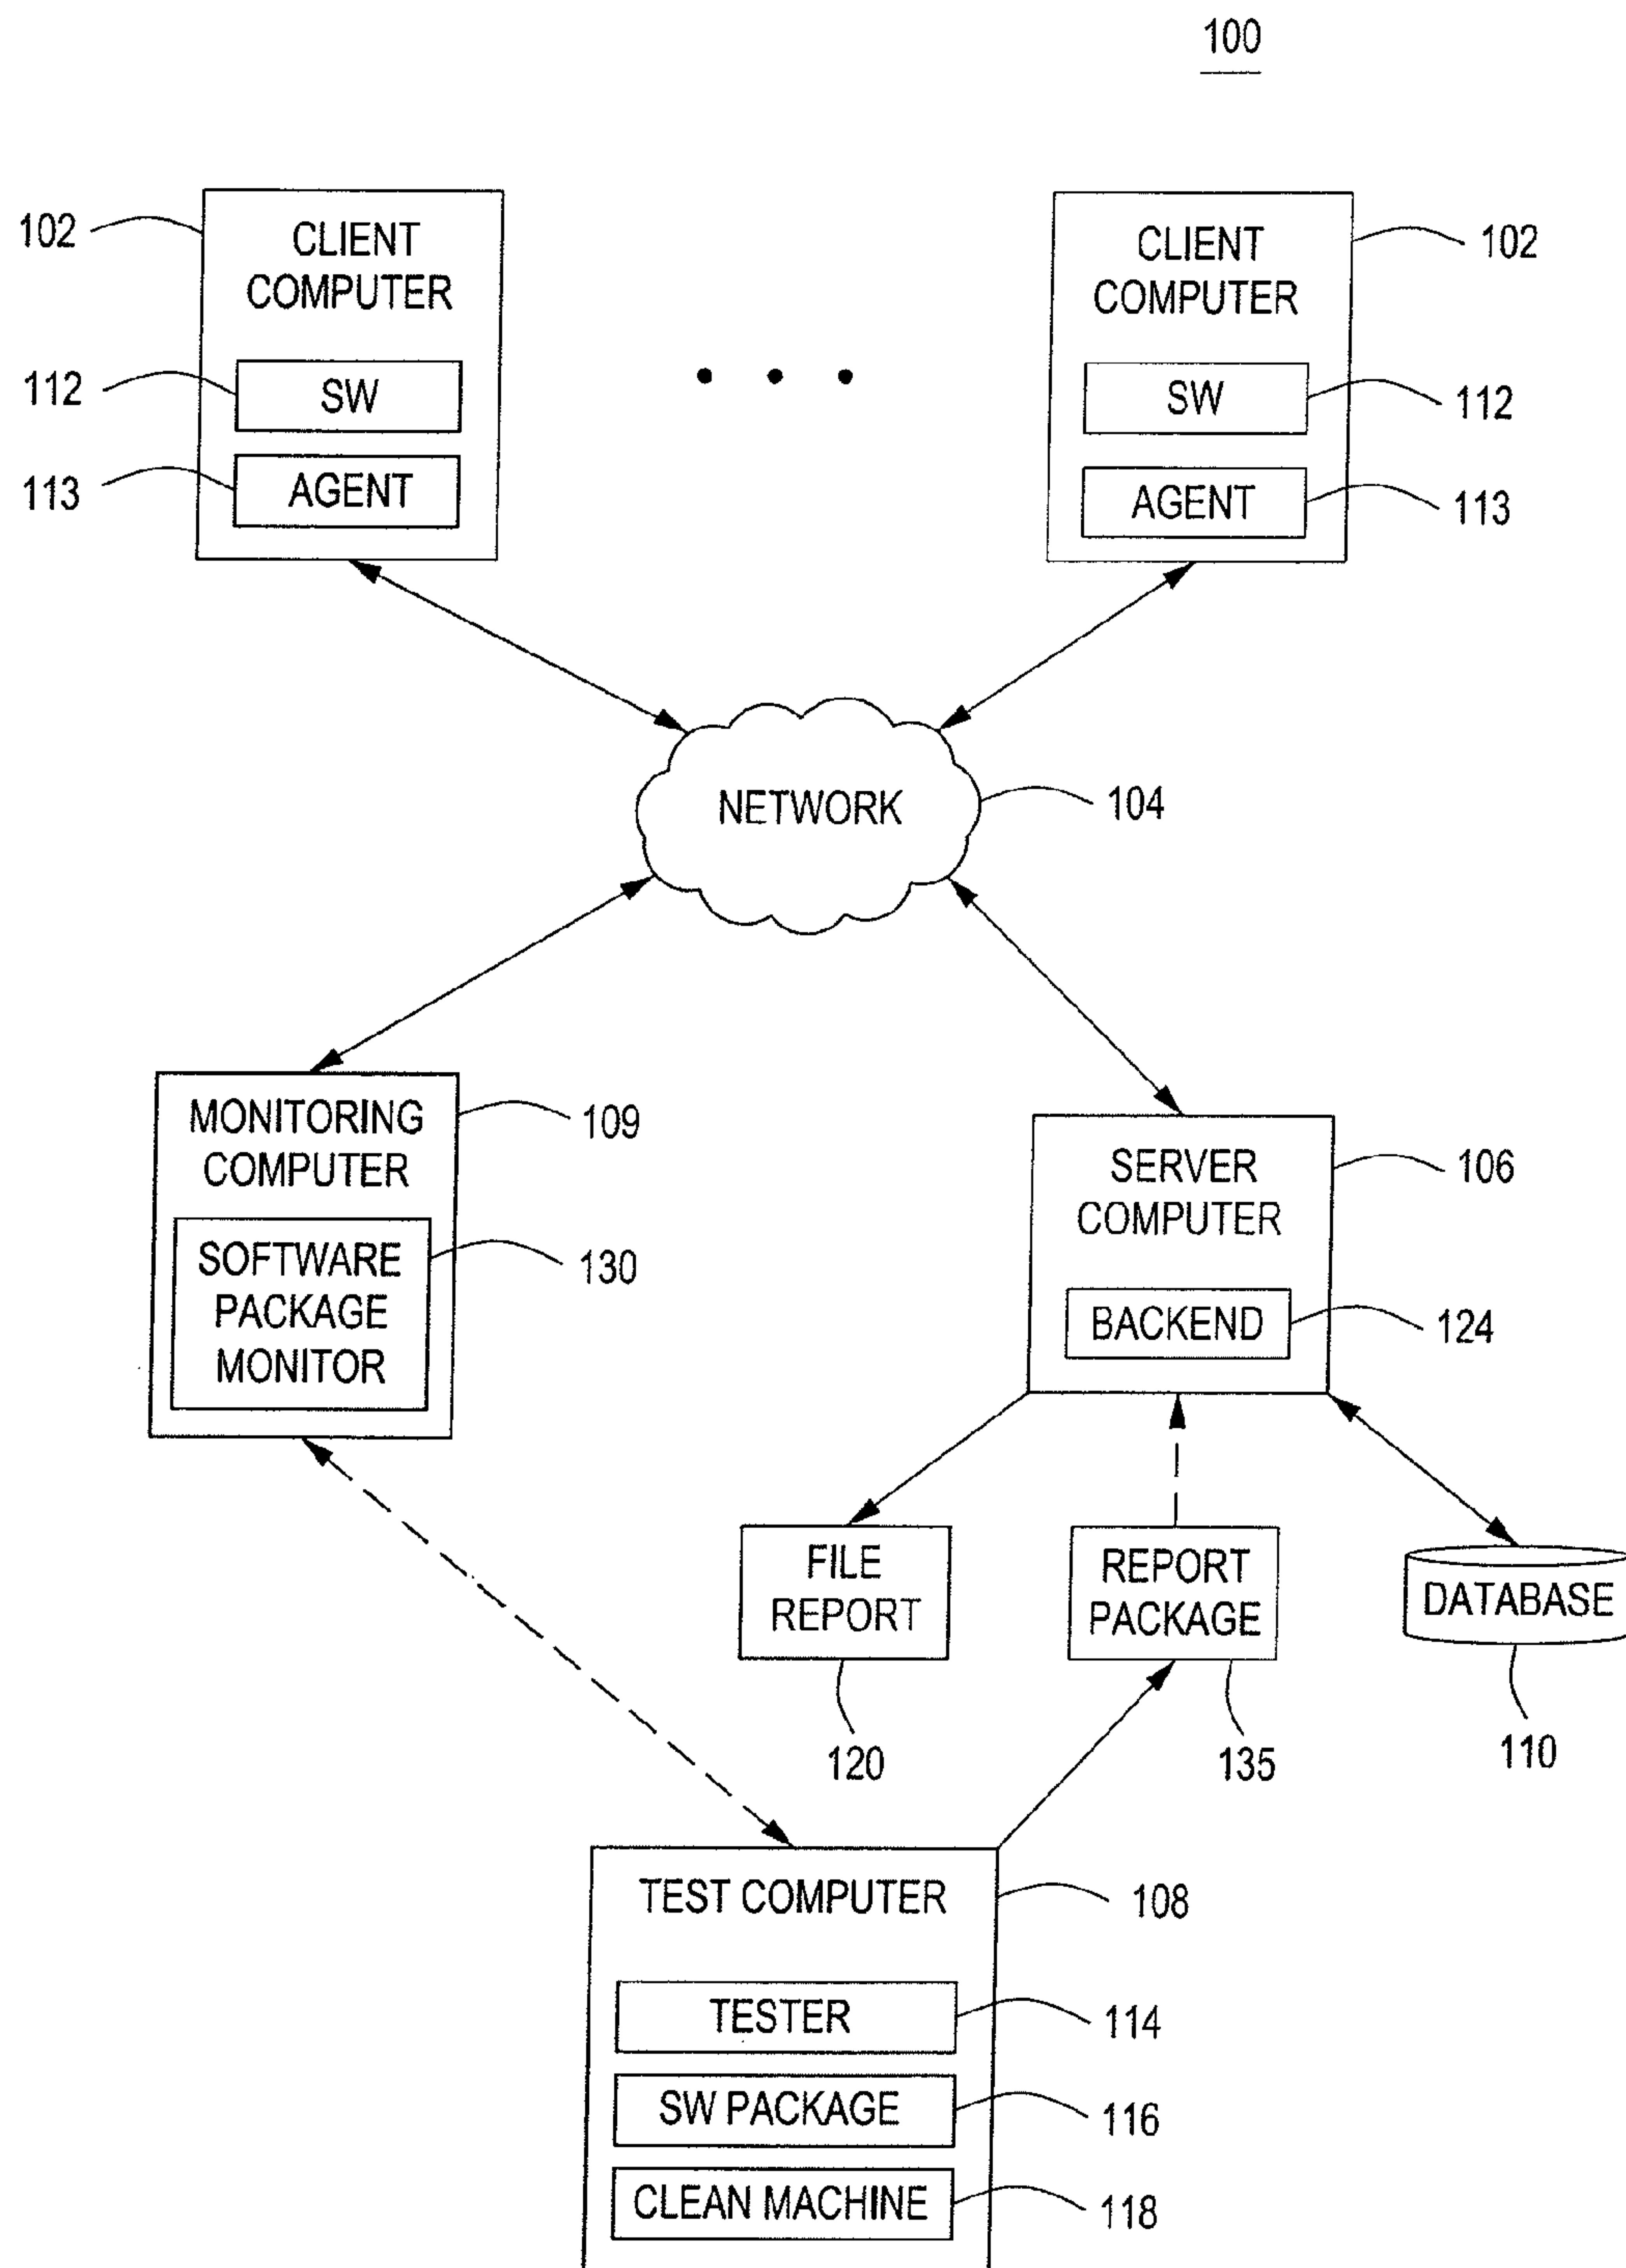 100
102
CLIENT
COMPUTER
112
SW
113
AGENT
CLIENT
COMPUTER
102
SW
112
AGENT
113
NETWORK
104
MONITORING
COMPUTER
109
SOFTWARE
PACKAGE
MONITOR
130
SERVER
COMPUTER
106
BACKEND
124
FILE
REPORT
120
REPORT
PACKAGE
135
DATABASE
110
TEST COMPUTER
108
TESTER
114
SW PACKAGE
116
CLEAN MACHINE
118